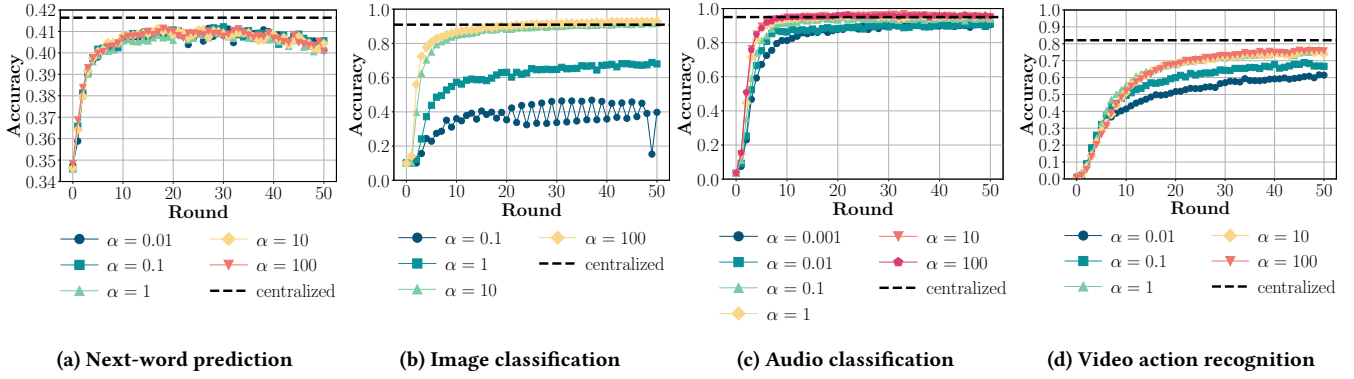 Accuracy
0.42
0.41
0.40
0.39
0.38
0.37
0.36
0.35
0.34
0 10 20 30 40 50
Round
α = 0.01
α = 0.1
α = 1
α = 10
α = 100
centralized
(a) Next-word prediction
Accuracy
1.0
0.8
0.6
0.4
0.2
0.0
0 10 20 30 40 50
Round
α = 0.1
α = 1
α = 10
α = 100
centralized
(b) Image classification
Accuracy
1.0
0.8
0.6
0.4
0.2
0.0
0 10 20 30 40 50
Round
α = 0.001
α = 0.01
α = 0.1
α = 1
α = 10
α = 100
centralized
(c) Audio classification
Accuracy
1.0
0.9
0.8
0.7
0.6
0.5
0.4
0.3
0.2
0.1
0.0
0 10 20 30 40 50
Round
α = 0.01
α = 0.1
α = 1
α = 10
α = 100
centralized
(d) Video action recognition